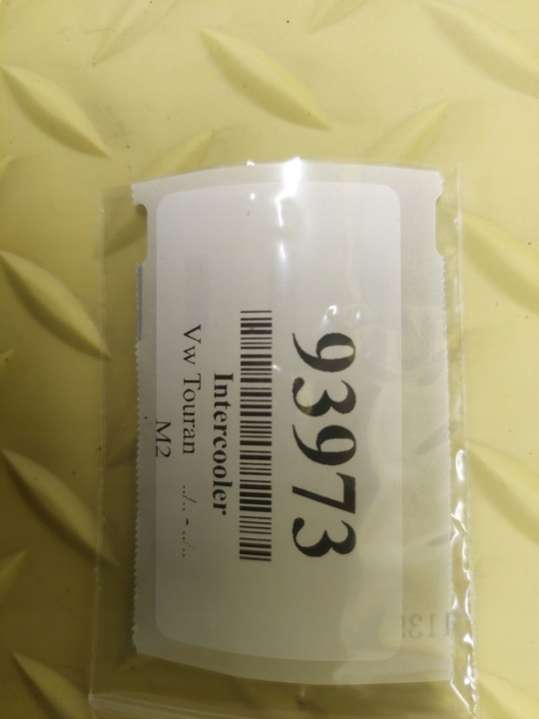 93973
Intercooler
Vw Touran ../.. - ../..
M2